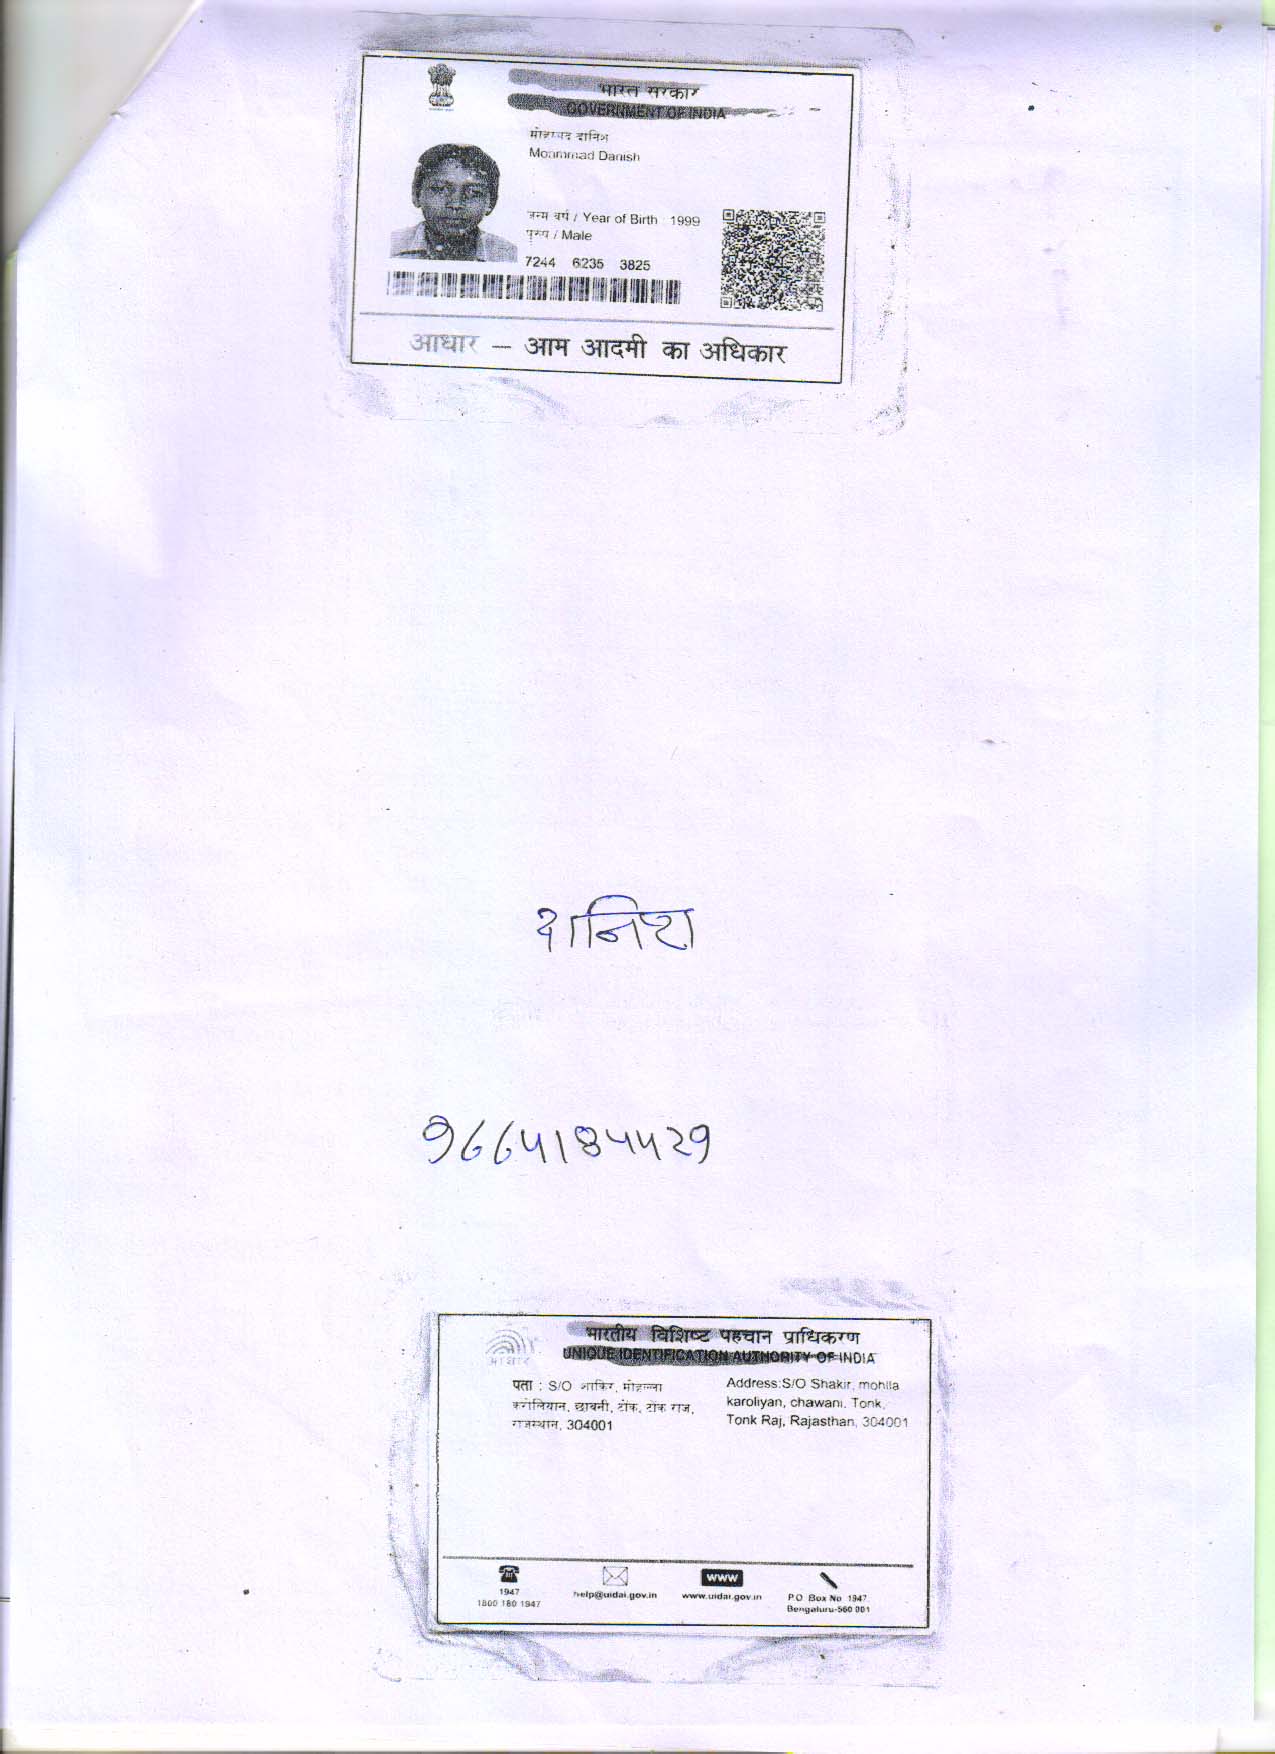 भारत सरकार
GOVERNMENT OF INDIA
मोहम्मद दानिश
Mohmmad Danish
जन्म वर्ष / Year of Birth : 1999
पुरुष / Male
7244 6235 3825
आधार – आम आदमी का अधिकार
दानिश
9664184429
भारतीय विशिष्ट पहचान प्राधिकरण
UNIQUE IDENTIFICATION AUTHORITY OF INDIA
आधार
पता : S/O शाकिर, मोहल्ला
करोलियान, छावनी, टोंक, टोंक राज,
राजस्थान, 304001
Address:S/O Shakir, mohlla
karoliyan, chawani, Tonk,
Tonk Raj, Rajasthan, 304001
1947
1800 180 1947
help@uidai.gov.in
www
www.uidai.gov.in
P.O. Box No. 1947,
Bengaluru-560 001